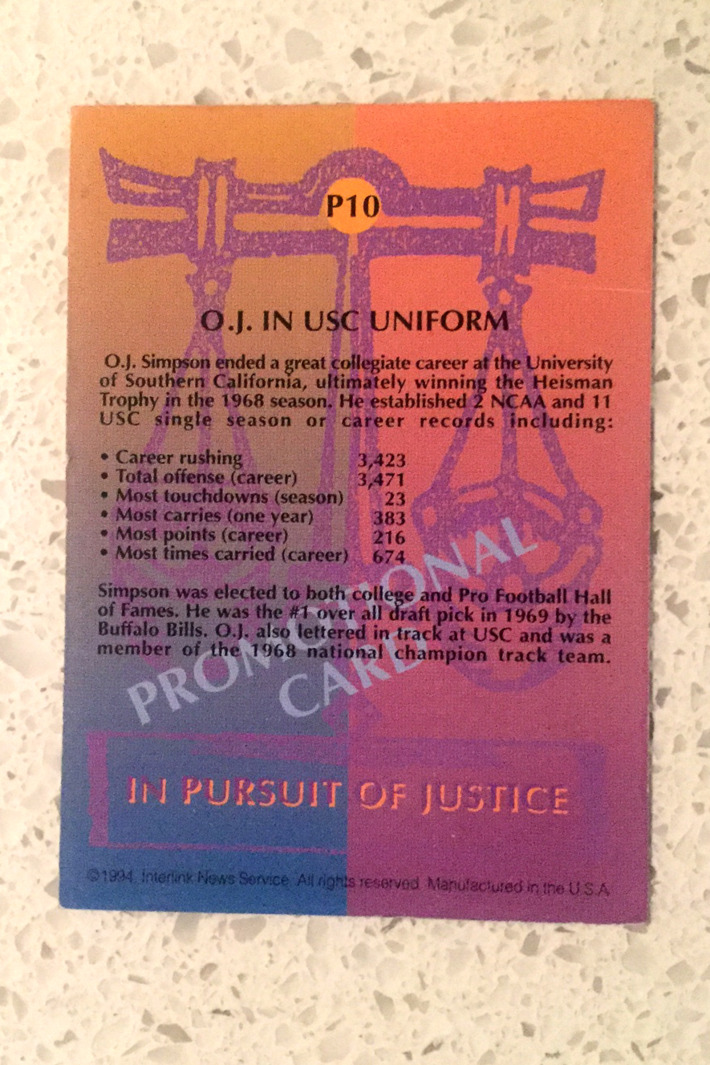 P10
O.J. IN USC UNIFORM
O.J. Simpson ended a great collegiate career at the University
of Southern California, ultimately winning the Heisman
Trophy in the 1968 season. He established 2 NCAA and 11
USC single season or career records including:
• Career rushing 3,423
• Total offense (career) 3,471
• Most touchdowns (season) 23
• Most carries (one year) 383
• Most points (career) 216
• Most times carried (career) 674
Simpson was elected to both college and Pro Football Hall
of Fames. He was the #1 over all draft pick in 1969 by the
Buffalo Bills. O.J. also lettered in track at USC and was a
member of the 1968 national champion track team.
PROMOTIONAL
CARD
IN PURSUIT OF JUSTICE
©1994, Interlink News Service. All rights reserved. Manufactured in the U.S.A.